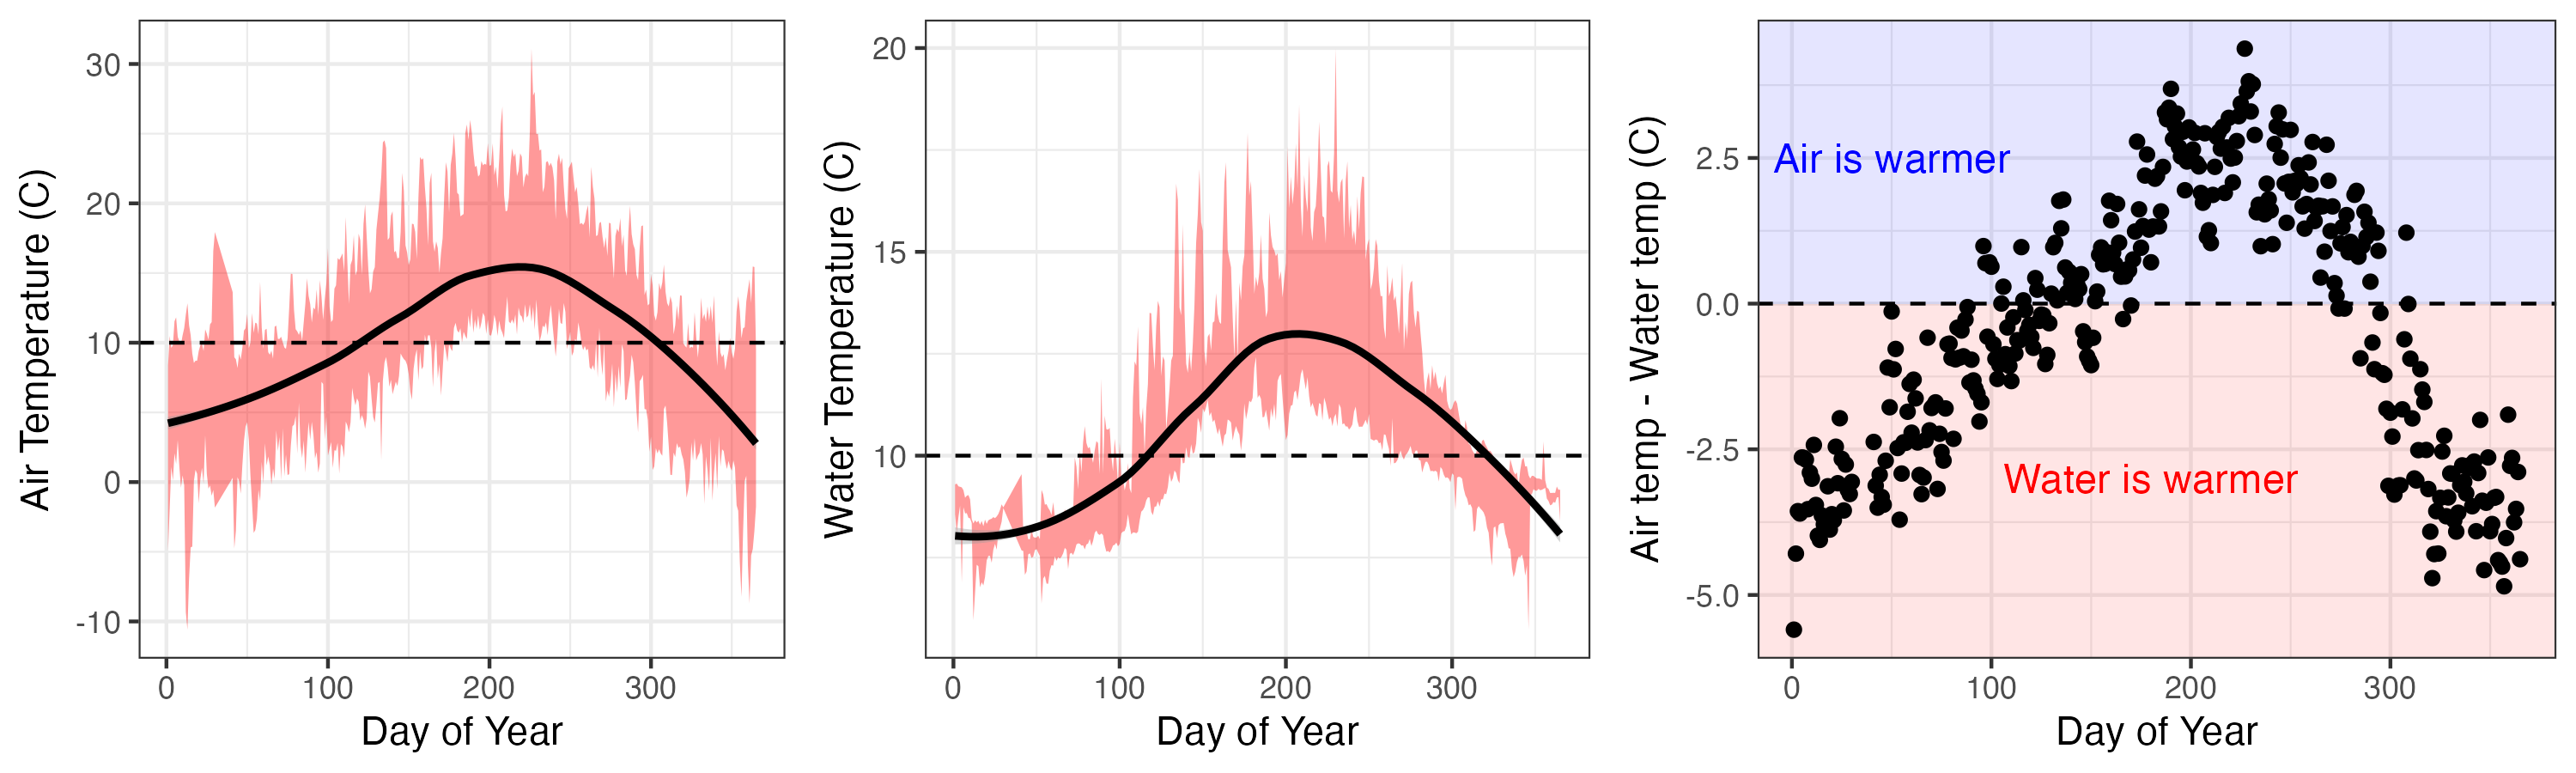 Air Temperature (C)
30
20
10
0
-10
0 100 200 300
Day of Year
Water Temperature (C)
20
15
10
0 100 200 300
Day of Year
Air temp - Water temp (C)
2.5
0.0
-2.5
-5.0
Air is warmer
Water is warmer
0 100 200 300
Day of Year